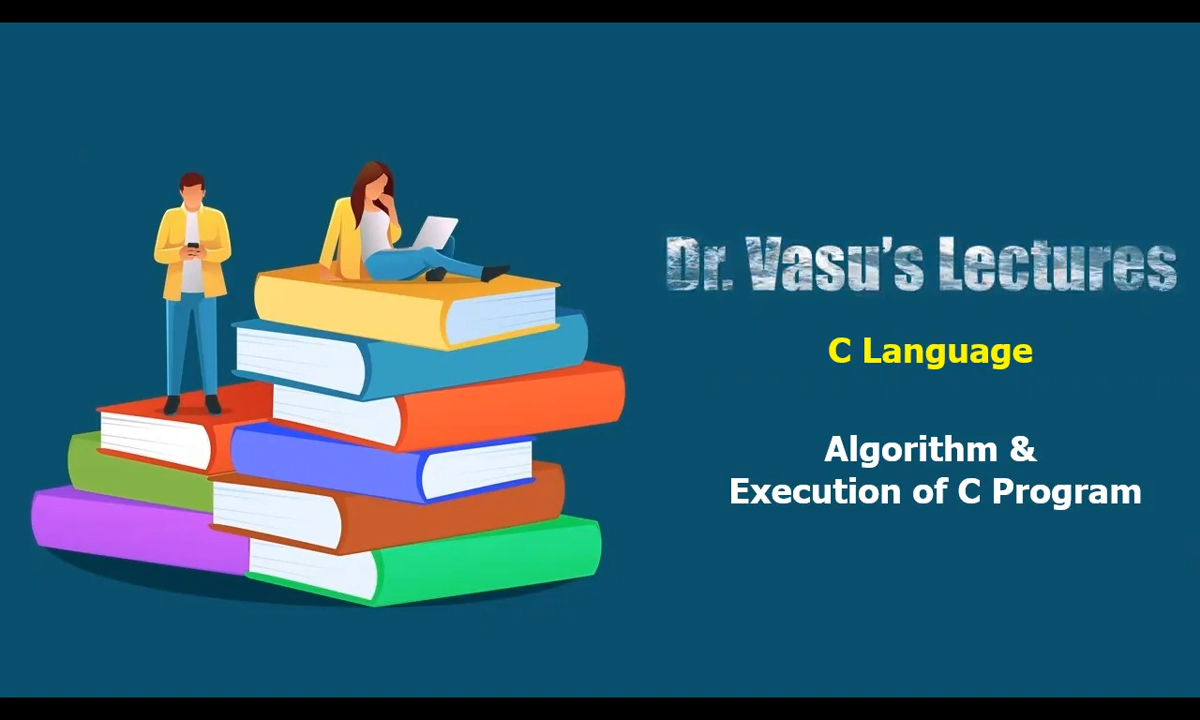 Dr. Vasu's Lectures
C Language
Algorithm &
Execution of C Program